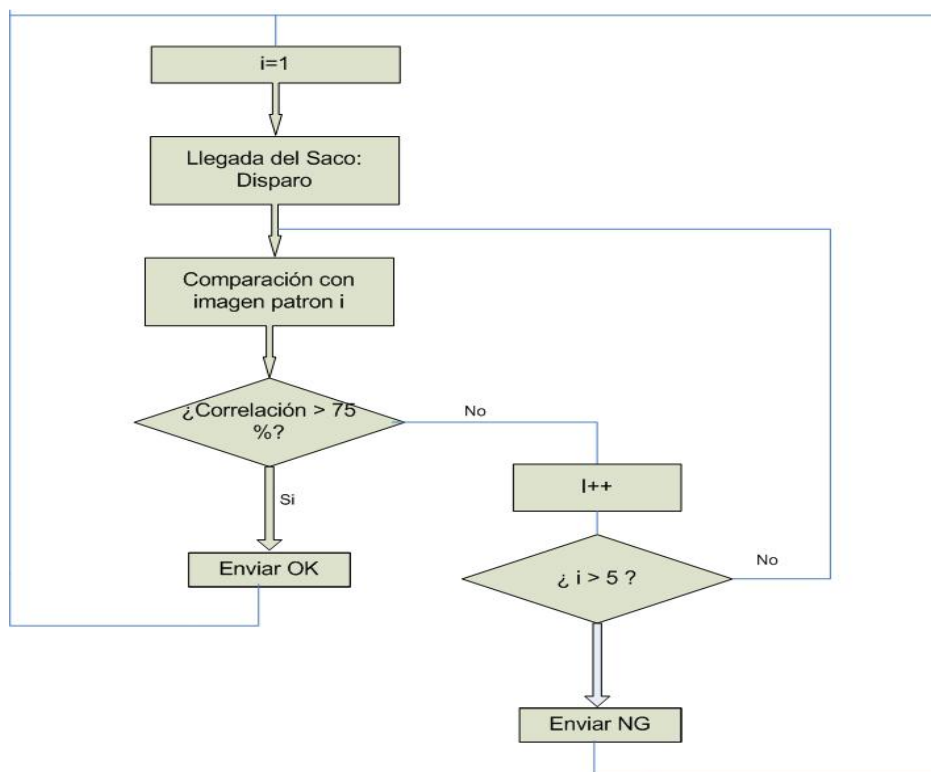 i=1
Llegada del Saco:
Disparo
Comparación con
imagen patron i
¿Correlación > 75
%?
No
Si
I++
Enviar OK
¿ i > 5 ?
No
Enviar NG